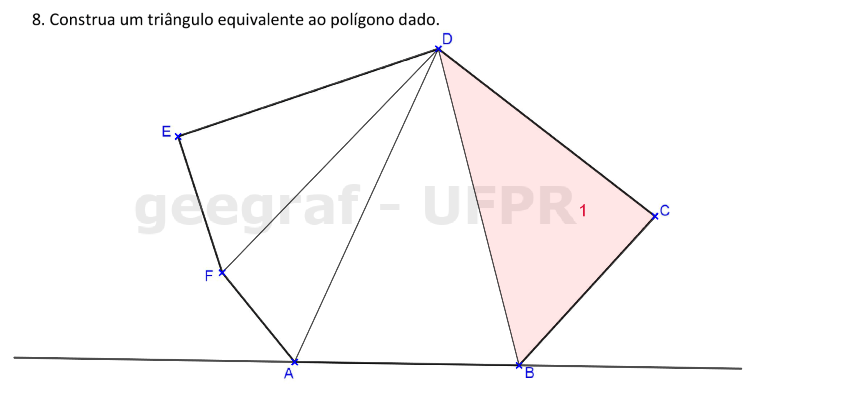 8. Construa um triângulo equivalente ao polígono dado.
D
E
geegraf - UFPR
1
C
F
A
B